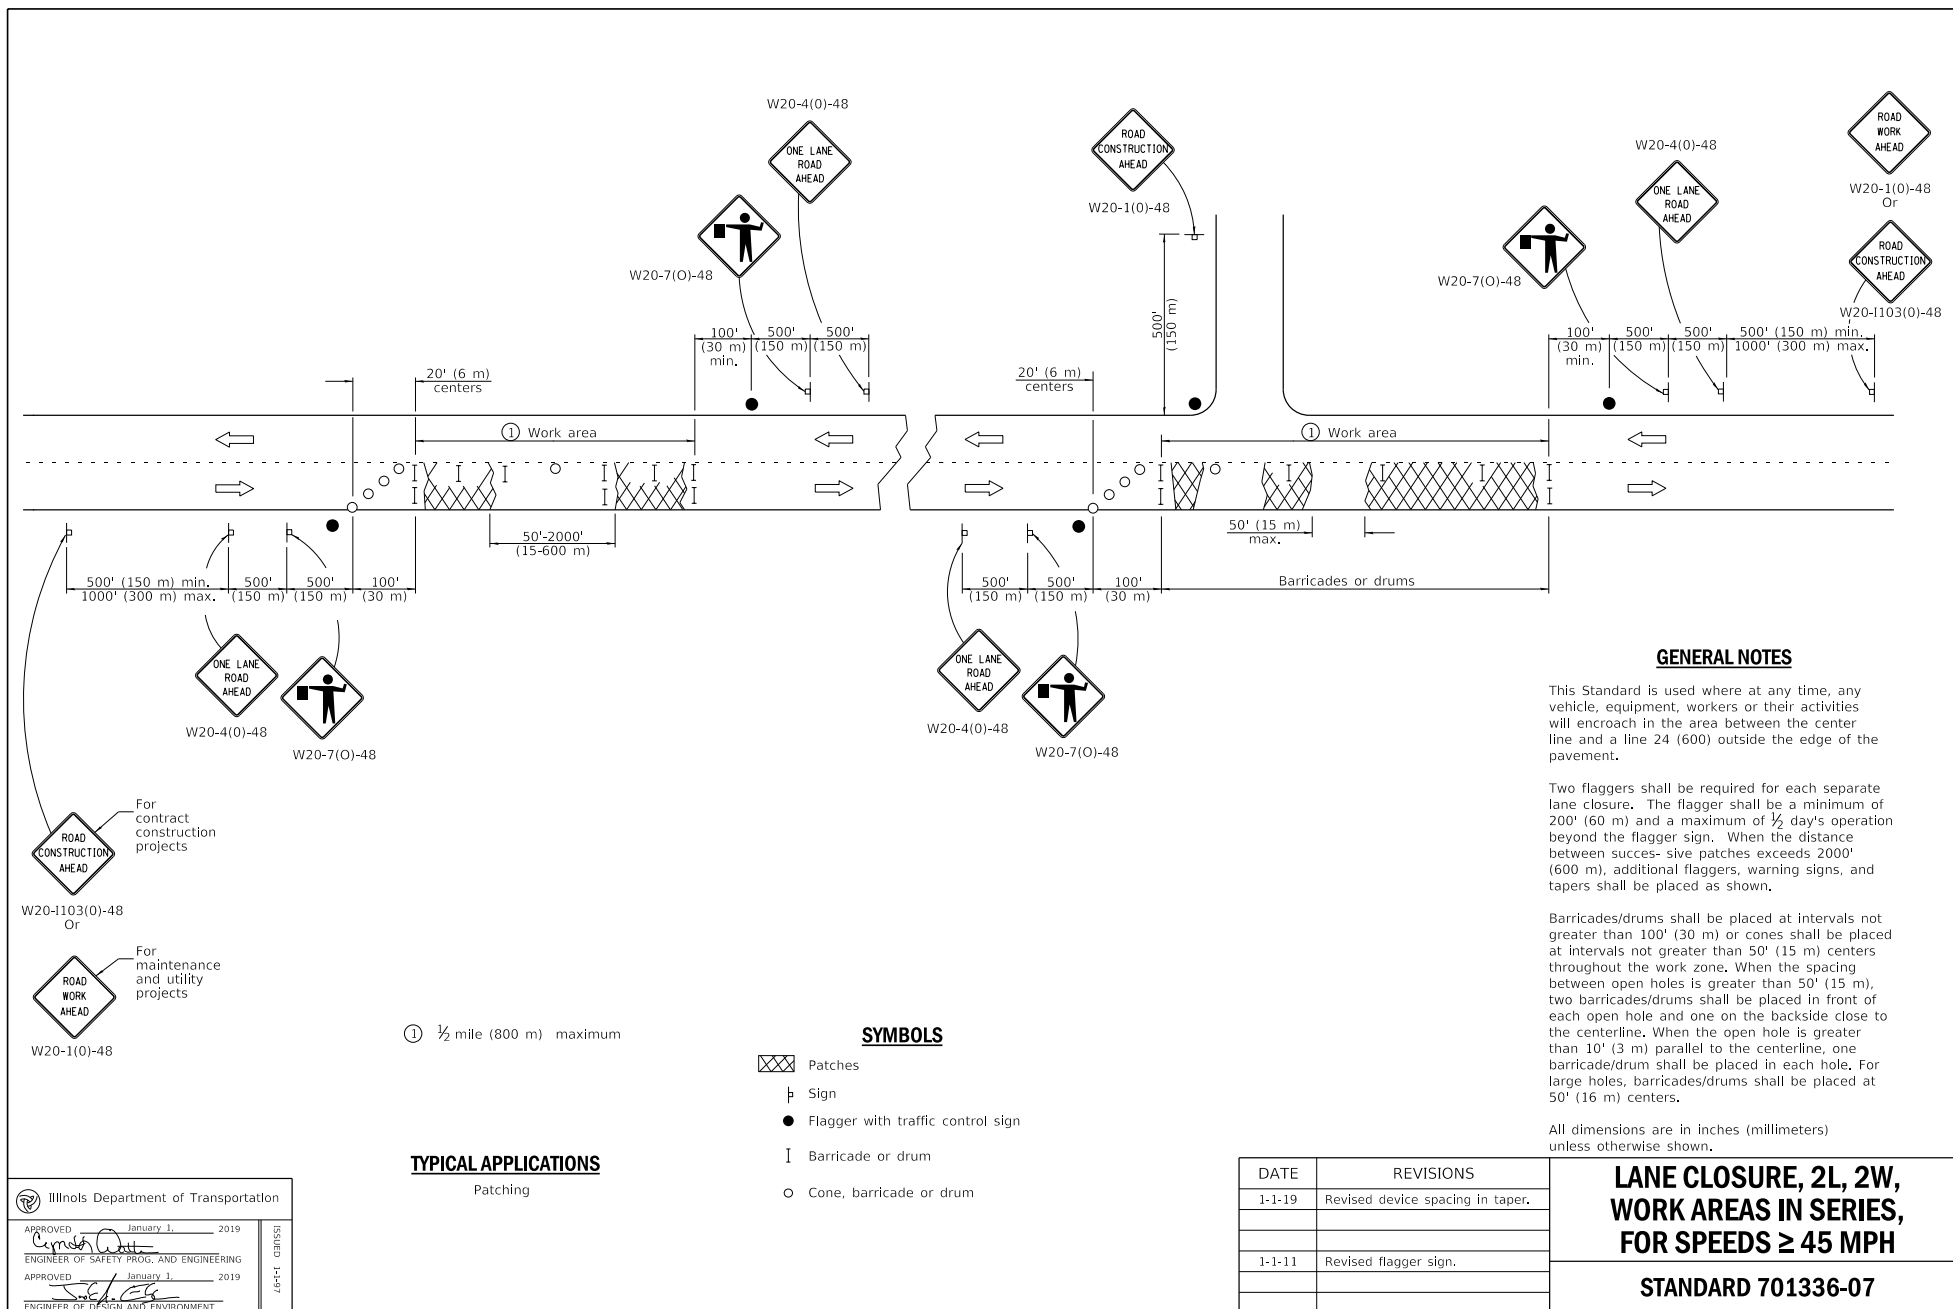 W20-4(0)-48
ONE LANE
ROAD
AHEAD
W20-7(O)-48
100'
(30 m)
min.
500'
(150 m)
500'
(150 m)
20' (6 m)
centers
1 Work area
ROAD
CONSTRUCTION
AHEAD
W20-1(0)-48
500'
(150 m)
20' (6 m)
centers
W20-4(0)-48
ONE LANE
ROAD
AHEAD
W20-7(O)-48
ROAD
WORK
AHEAD
W20-1(0)-48
Or
ROAD
CONSTRUCTION
AHEAD
W20-I103(0)-48
100'
(30 m)
min.
500'
(150 m)
500'
(150 m)
500' (150 m) min.
1000' (300 m) max.
1 Work area
50'-2000'
(15-600 m)
500' (150 m) min.
1000' (300 m) max.
500'
(150 m)
500'
(150 m)
100'
(30 m)
ONE LANE
ROAD
AHEAD
W20-4(0)-48
W20-7(O)-48
500'
(150 m)
500'
(150 m)
100'
(30 m)
50' (15 m)
max.
Barricades or drums
ONE LANE
ROAD
AHEAD
W20-4(0)-48
W20-7(O)-48
For
contract
construction
projects
ROAD
CONSTRUCTION
AHEAD
W20-I103(0)-48
Or
For
maintenance
and utility
projects
ROAD
WORK
AHEAD
W20-1(0)-48
1 ½ mile (800 m) maximum
TYPICAL APPLICATIONS
Patching
SYMBOLS
Patches
Sign
Flagger with traffic control sign
Barricade or drum
Cone, barricade or drum
GENERAL NOTES
This Standard is used where at any time, any
vehicle, equipment, workers or their activities
will encroach in the area between the center
line and a line 24 (600) outside the edge of the
pavement.
Two flaggers shall be required for each separate
lane closure. The flagger shall be a minimum of
200' (60 m) and a maximum of ½ day's operation
beyond the flagger sign. When the distance
between succes- sive patches exceeds 2000'
(600 m), additional flaggers, warning signs, and
tapers shall be placed as shown.
Barricades/drums shall be placed at intervals not
greater than 100' (30 m) or cones shall be placed
at intervals not greater than 50' (15 m) centers
throughout the work zone. When the spacing
between open holes is greater than 50' (15 m),
two barricades/drums shall be placed in front of
each open hole and one on the backside close to
the centerline. When the open hole is greater
than 10' (3 m) parallel to the centerline, one
barricade/drum shall be placed in each hole. For
large holes, barricades/drums shall be placed at
50' (16 m) centers.
All dimensions are in inches (millimeters)
unless otherwise shown.
Illinois Department of Transportation
APPROVED January 1, 2019
ENGINEER OF SAFETY PROG. AND ENGINEERING
APPROVED January 1, 2019
ENGINEER OF DESIGN AND ENVIRONMENT
ISSUED 1-1-97
DATE REVISIONS
1-1-19 Revised device spacing in taper.
1-1-11 Revised flagger sign.
LANE CLOSURE, 2L, 2W,
WORK AREAS IN SERIES,
FOR SPEEDS ≥ 45 MPH
STANDARD 701336-07